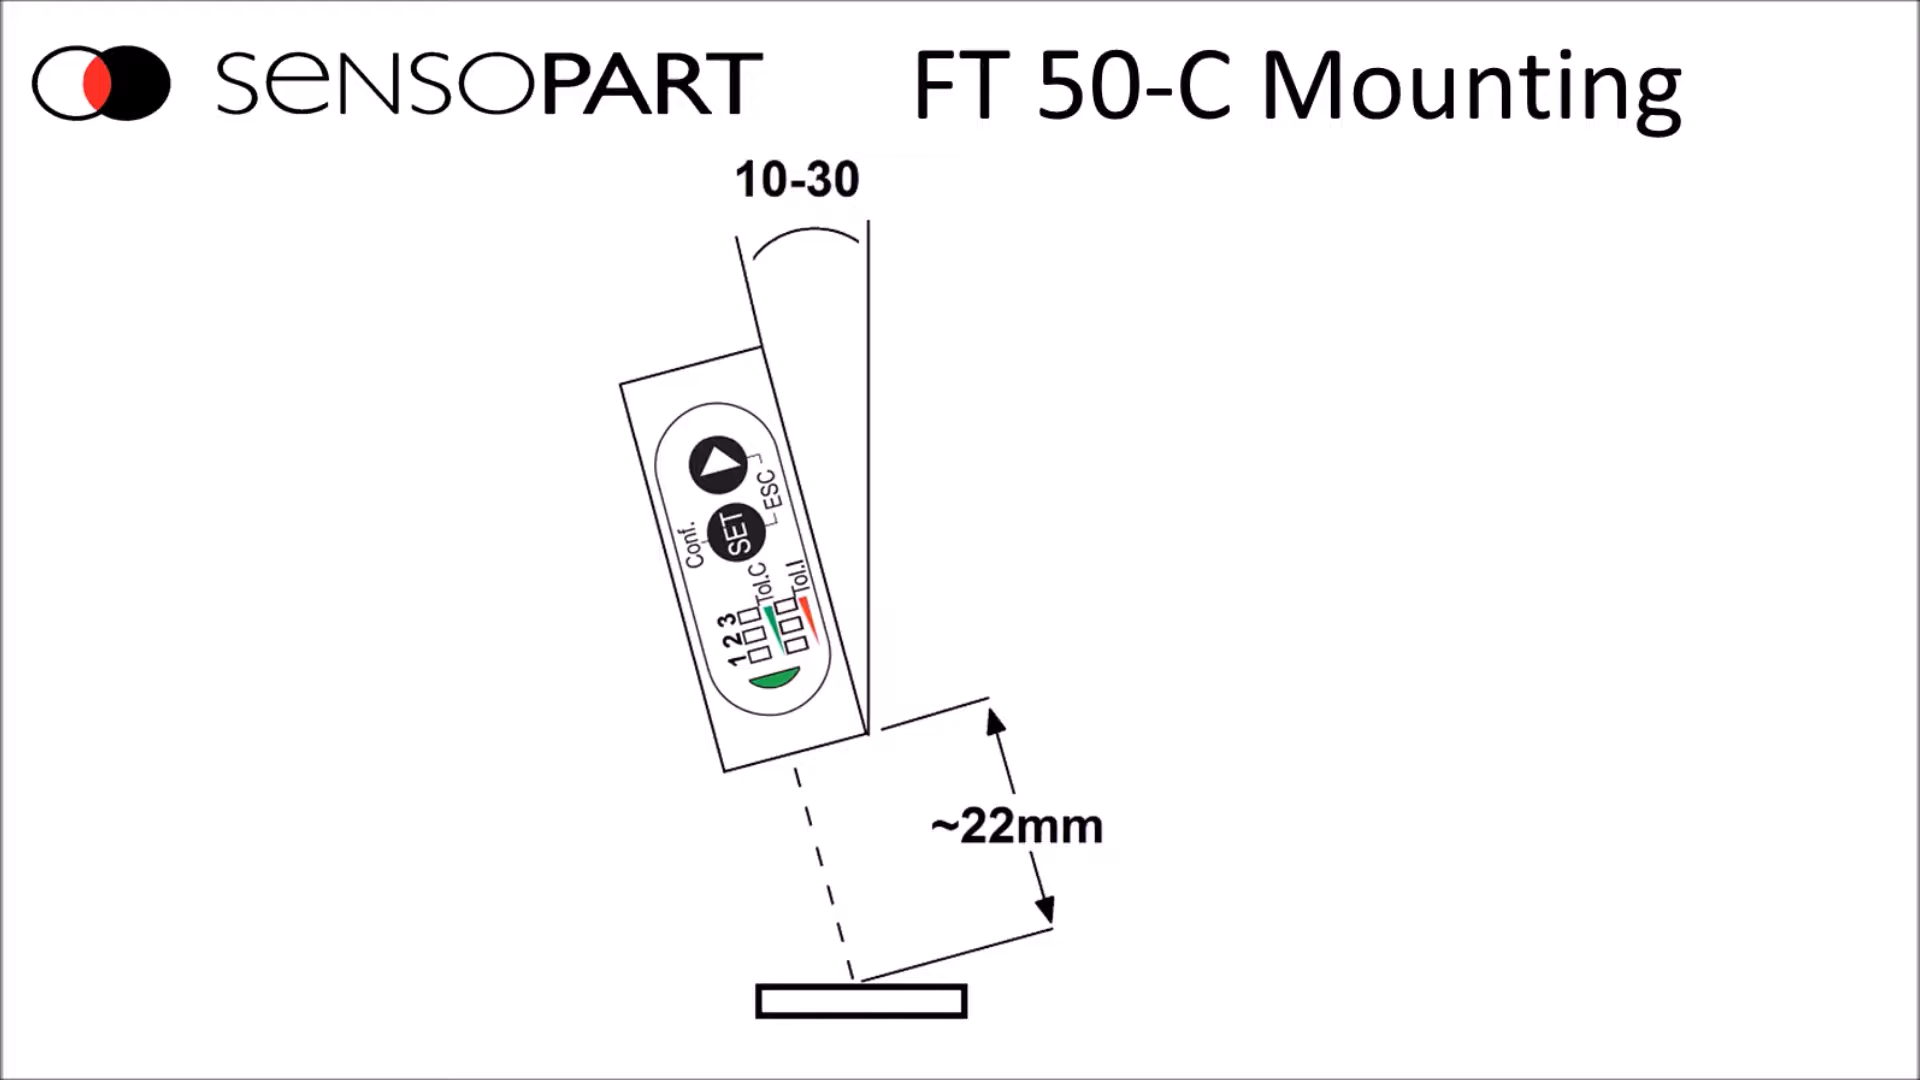 SENSOPART
FT 50-C Mounting
10-30
ESC
Conf.
SET
Tol.C
Tol.I
1 2 3
~22mm